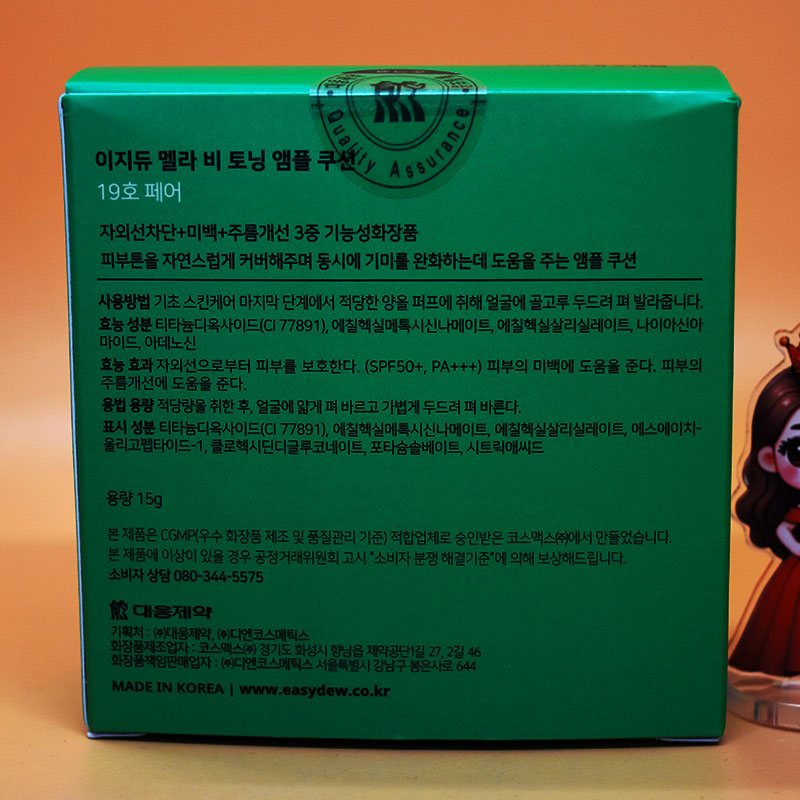 Quality Assurance
이지듀 멜라 비 토닝 앰플 쿠션
19호 페어
자외선차단+미백+주름개선 3중 기능성화장품
피부톤을 자연스럽게 커버해주며 동시에 기미를 완화하는데 도움을 주는 앰플 쿠션
사용방법 기초 스킨케어 마지막 단계에서 적당한 양을 퍼프에 취해 얼굴에 골고루 두드려 펴 발라줍니다.
효능 성분 티타늄디옥사이드(CI 77891), 에칠헥실메톡시신나메이트, 에칠헥실살리실레이트, 나이아신아
마이드, 아데노신
효능 효과 자외선으로부터 피부를 보호한다. (SPF50+, PA+++) 피부의 미백에 도움을 준다. 피부의
주름개선에 도움을 준다.
용법 용량 적당량을 취한 후, 얼굴에 얇게 펴 바르고 가볍게 두드려 펴 바른다.
표시 성분 티타늄디옥사이드(CI 77891), 에칠헥실메톡시신나메이트, 에칠헥실살리실레이트, 에스에이치-
올리고펩타이드-1, 클로헥시딘디글루코네이트, 포타슘솔베이트, 시트릭애씨드
용량 15g
본 제품은 CGMP(우수 화장품 제조 및 품질관리 기준) 적합업체로 승인받은 코스맥스㈜에서 만들었습니다.
본 제품에 이상이 있을 경우 공정거래위원회 고시 "소비자 분쟁 해결기준"에 의해 보상해드립니다.
소비자 상담 080-344-5575
대웅제약
기획처 : ㈜대웅제약, ㈜디엔코스메틱스
화장품제조업자 : 코스맥스㈜ 경기도 화성시 향남읍 제약공단1길 27, 2길 46
화장품책임판매업자 : ㈜디엔코스메틱스 서울특별시 강남구 봉은사로 644
MADE IN KOREA | www.easydew.co.kr